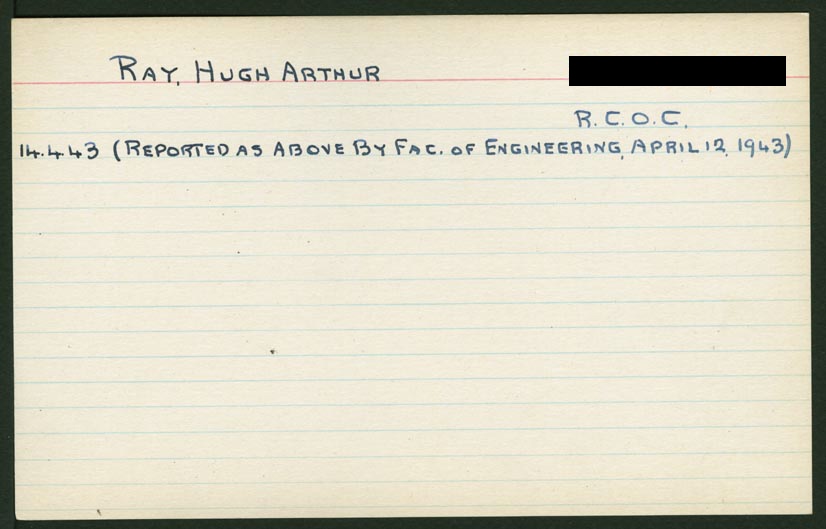 RAY, HUGH ARTHUR
R.C.O.C.
14.4.43 (REPORTED AS ABOVE BY FAC. OF ENGINEERING, APRIL 12, 1943)